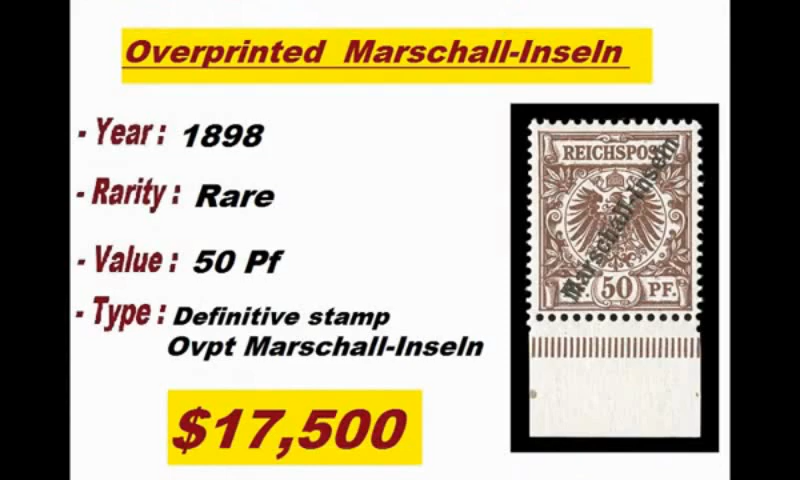 Overprinted Marschall-Inseln
- Year : 1898
- Rarity : Rare
- Value : 50 Pf
- Type : Definitive stamp
Ovpt Marschall-Inseln
$17,500
REICHSPOST
Marschall-Inseln
50 PF.